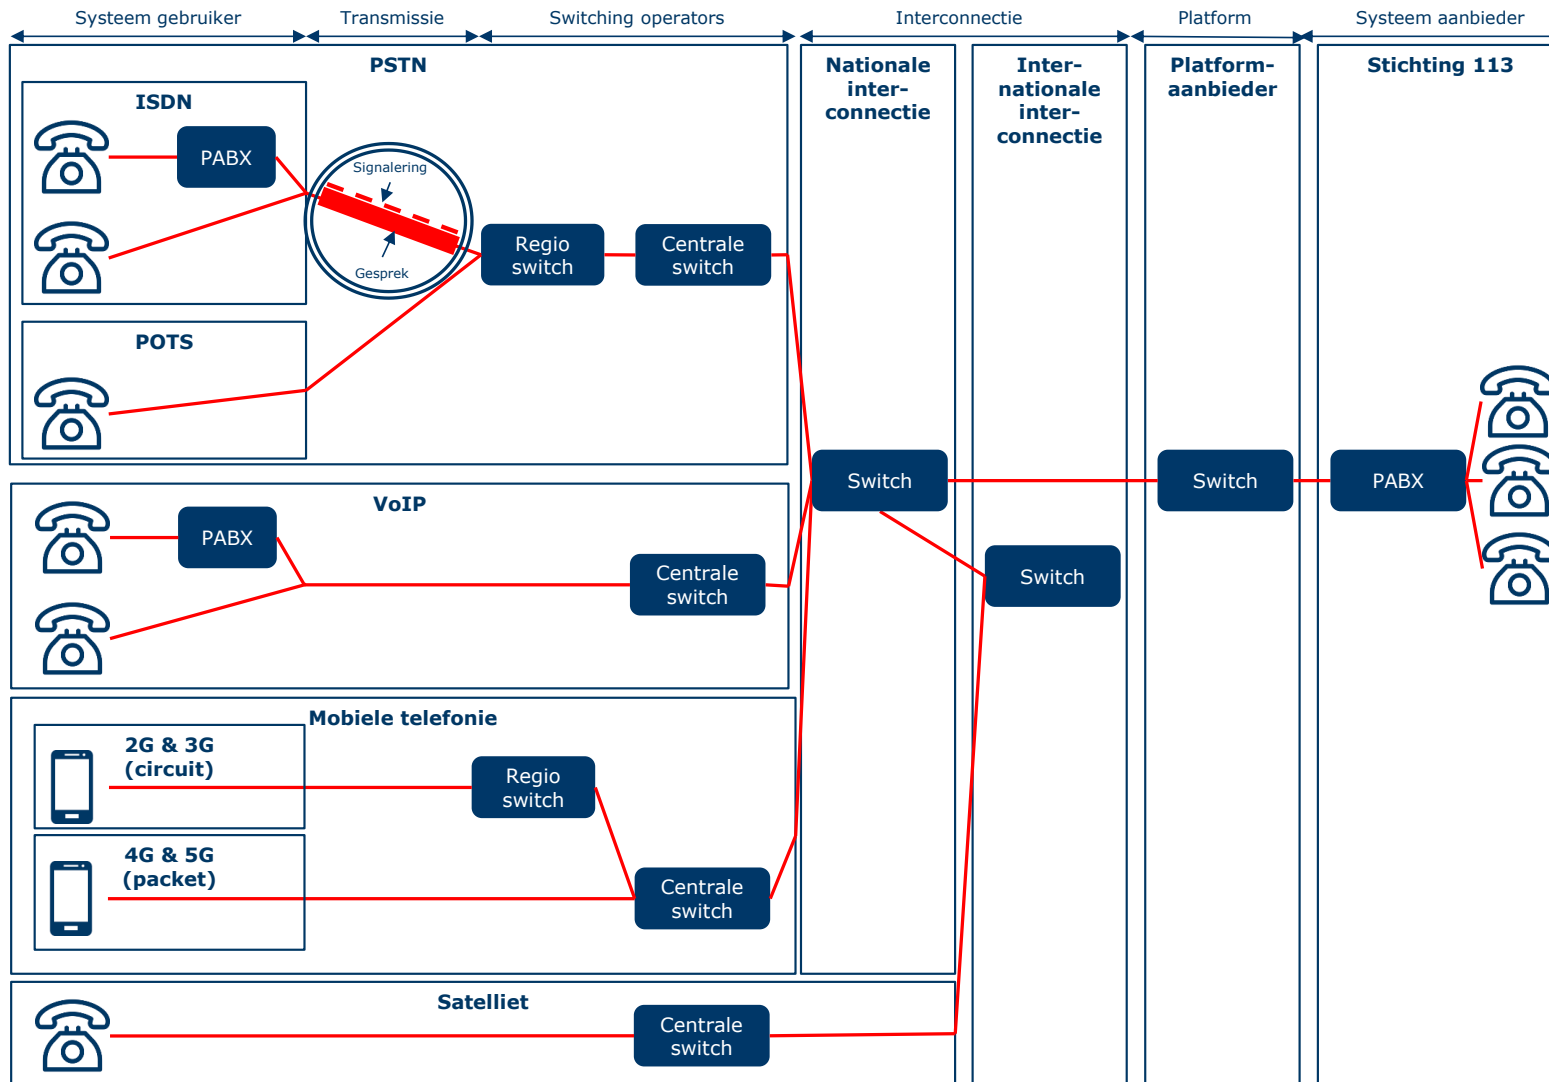 Systeem gebruiker
Transmissie
Switching operators
Interconnectie
Platform
Systeem aanbieder
PSTN
Nationale
inter-
connectie
Inter-
nationale
inter-
connectie
Platform-
aanbieder
Stichting 113
ISDN
PABX
Signalering
Gesprek
Regio
switch
Centrale
switch
POTS
VoIP
PABX
Centrale
switch
Switch
Switch
Switch
PABX
Mobiele telefonie
2G & 3G
(circuit)
Regio
switch
4G & 5G
(packet)
Centrale
switch
Satelliet
Centrale
switch